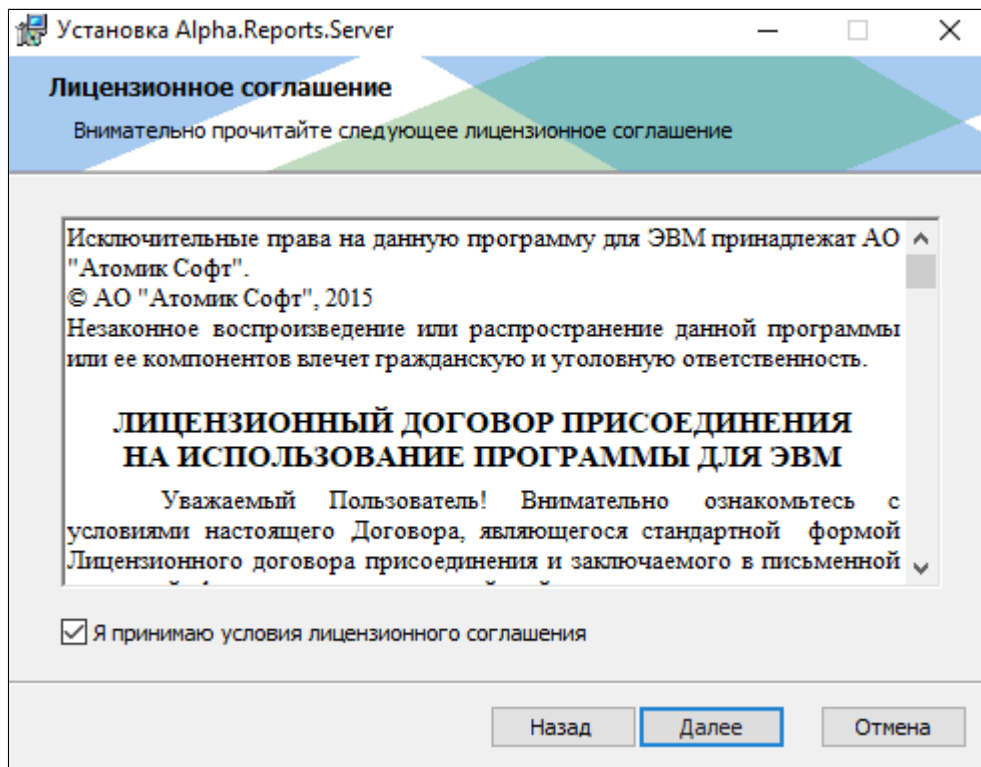 Установка Alpha.Reports.Server
Лицензионное соглашение
Внимательно прочитайте следующее лицензионное соглашение
Исключительные права на данную программу для ЭВМ принадлежат АО
"Атомик Софт".
© АО "Атомик Софт", 2015
Незаконное воспроизведение или распространение данной программы
или ее компонентов влечет гражданскую и уголовную ответственность.
ЛИЦЕНЗИОННЫЙ ДОГОВОР ПРИСОЕДИНЕНИЯ
НА ИСПОЛЬЗОВАНИЕ ПРОГРАММЫ ДЛЯ ЭВМ
Уважаемый Пользователь! Внимательно ознакомьтесь с
условиями настоящего Договора, являющегося стандартной формой
Лицензионного договора присоединения и заключаемого в письменной
Я принимаю условия лицензионного соглашения
Назад
Далее
Отмена